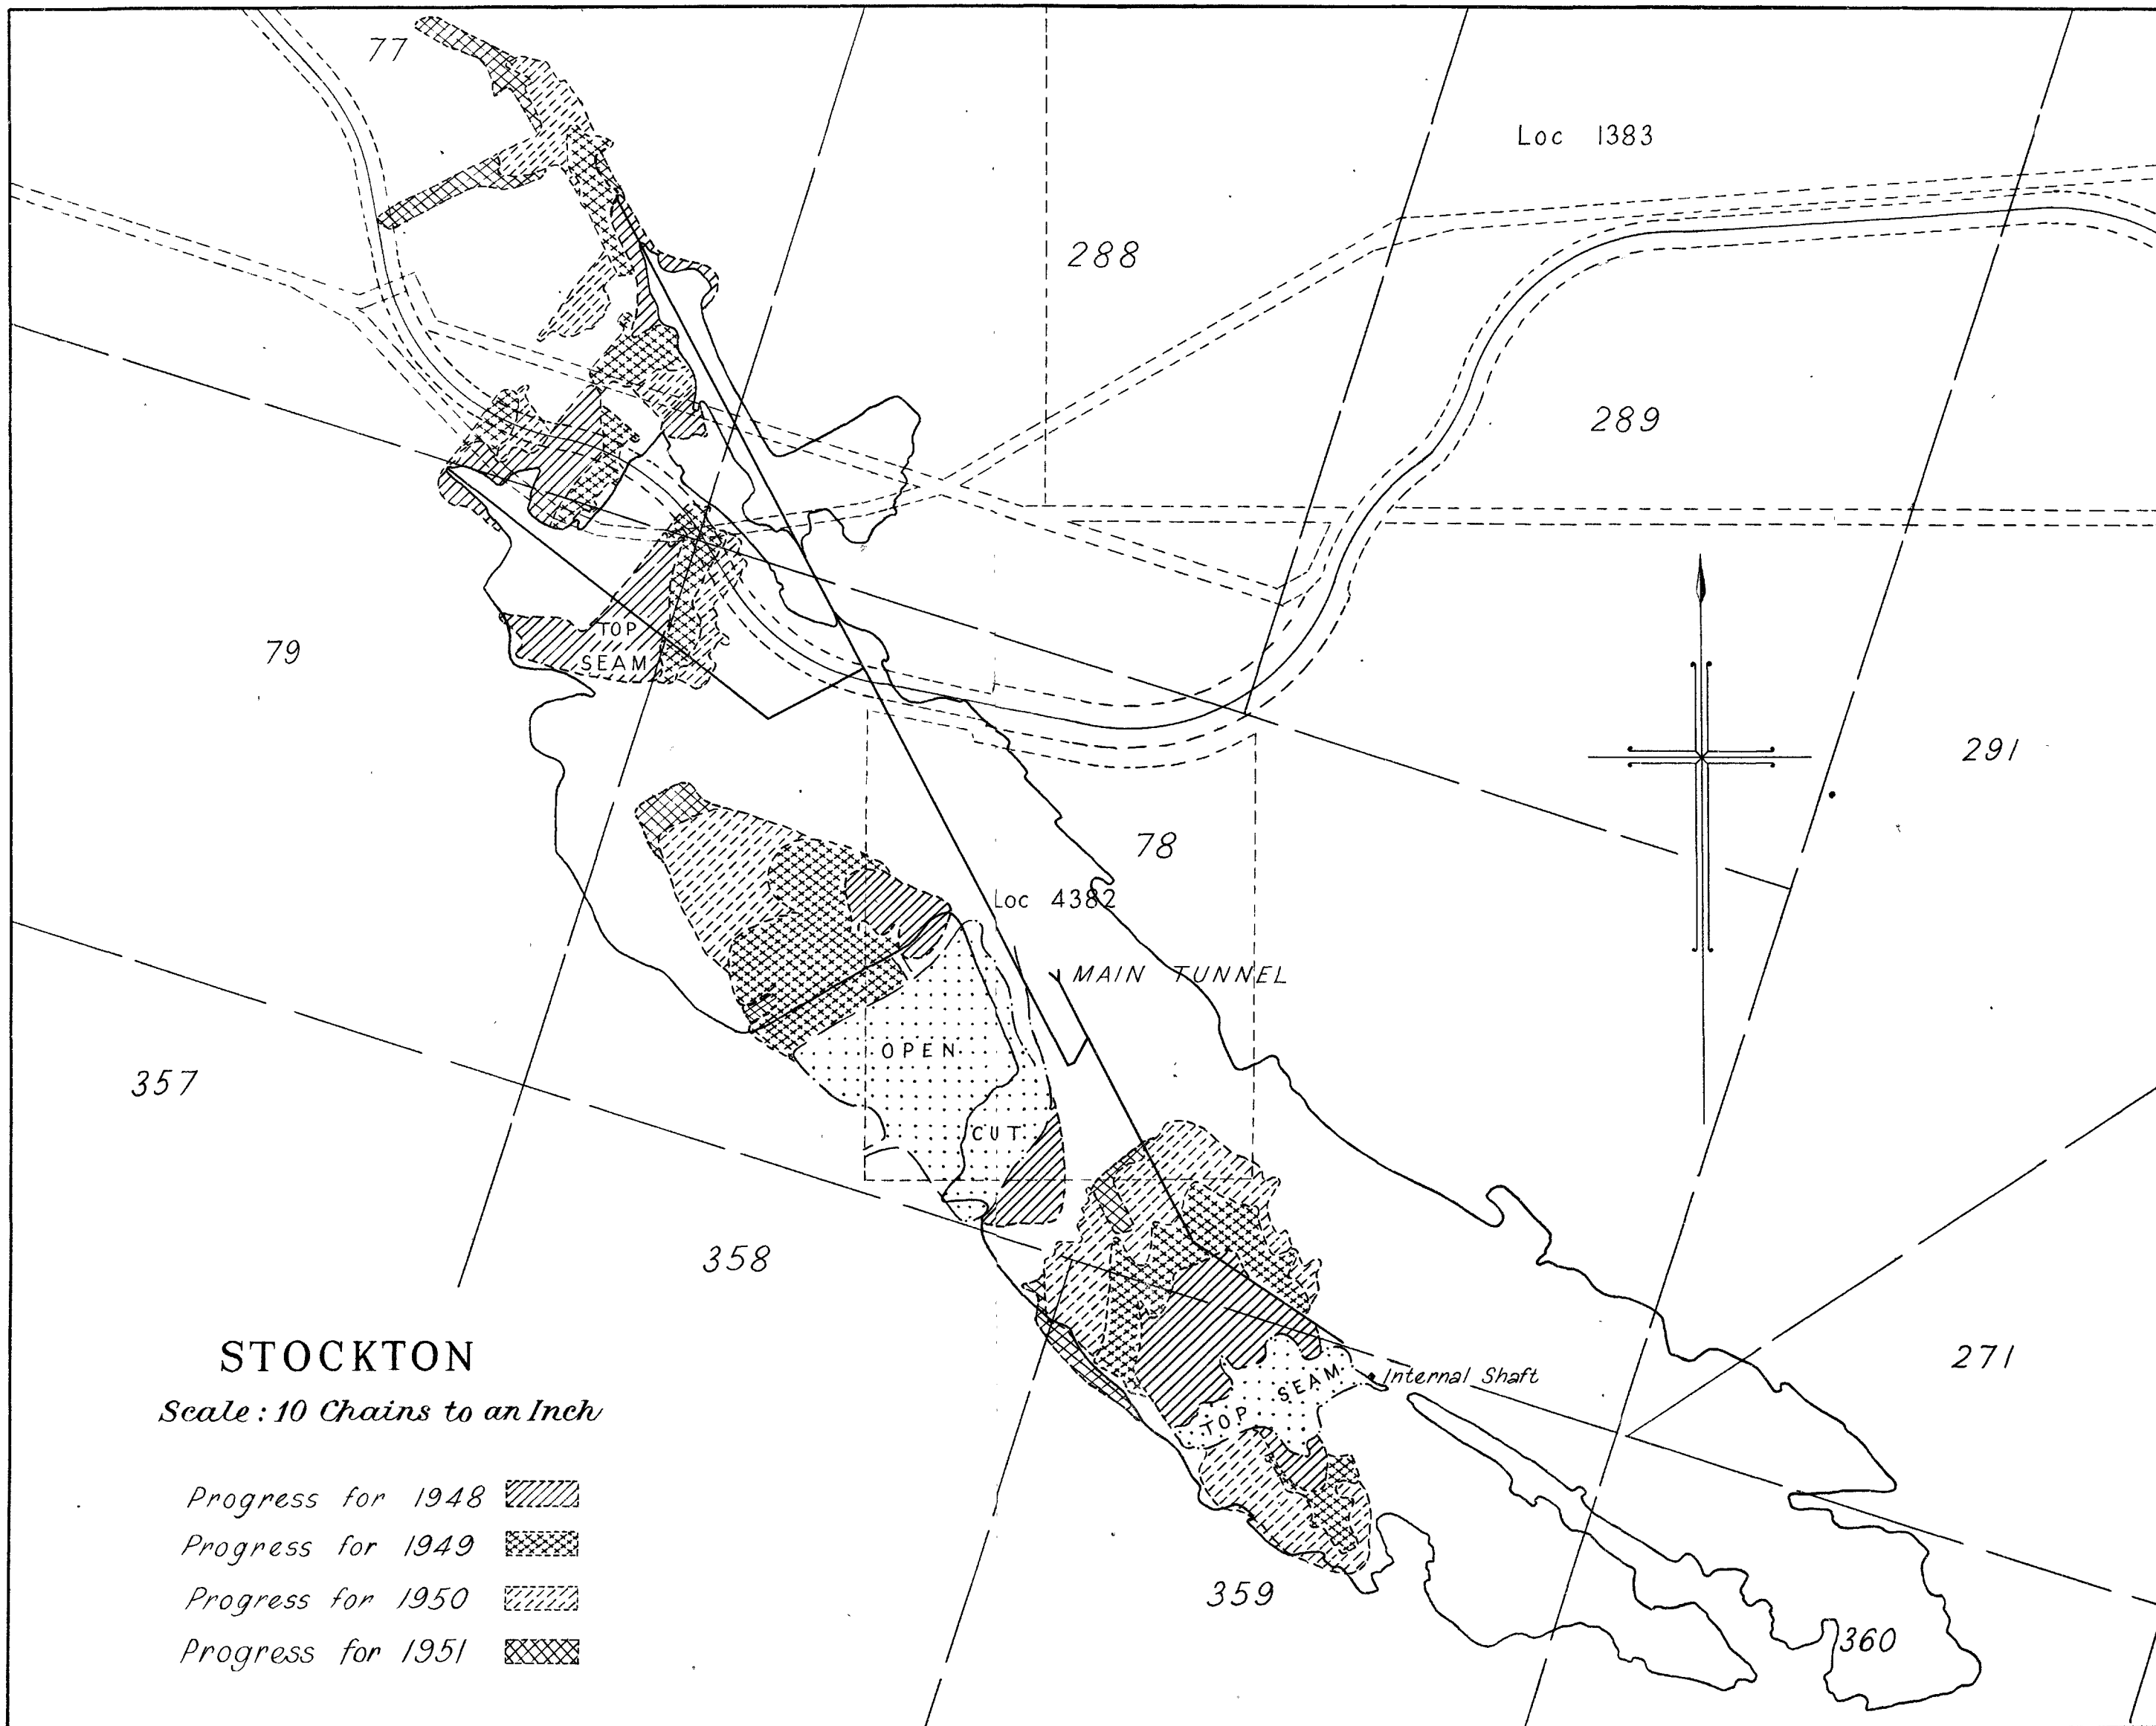 77
Loc 1383
288
289
TOP
SEAM
79
291
78
Loc 4382
MAIN TUNNEL
OPEN
CUT
357
358
SEAM
TOP
Internal Shaft
271
359
360
STOCKTON
Scale : 10 Chains to an Inch
Progress for 1948
Progress for 1949
Progress for 1950
Progress for 1951